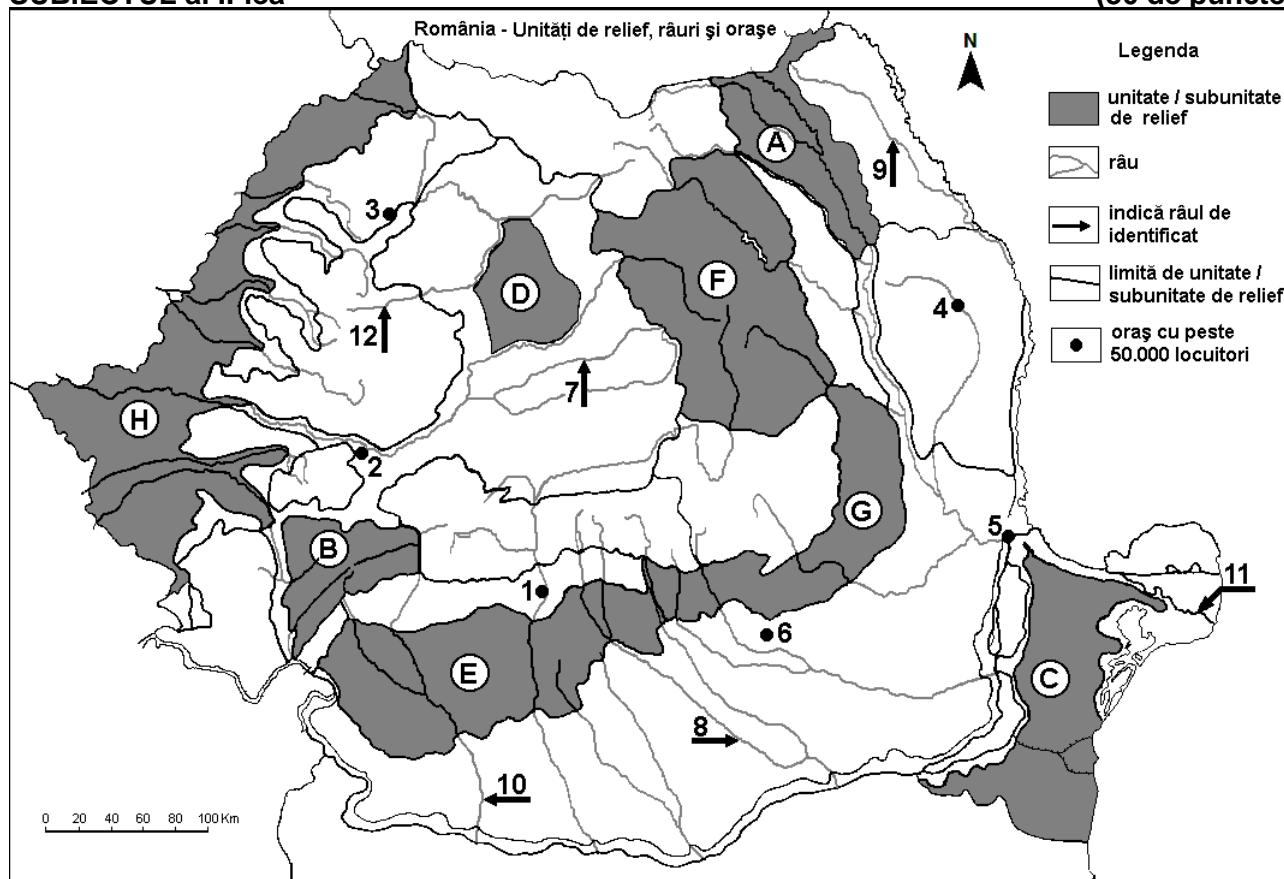 România - Unităţi de relief, râuri şi oraşe
N
Legenda
unitate / subunitate
de relief
râu
indică râul de
identificat
limită de unitate /
subunitate de relief
oraş cu peste
50.000 locuitori
A
9
3
F
D
4
12
7
H
2
G
5
B
11
1
6
E
C
8
10
0 20 40 60 80 100 Km